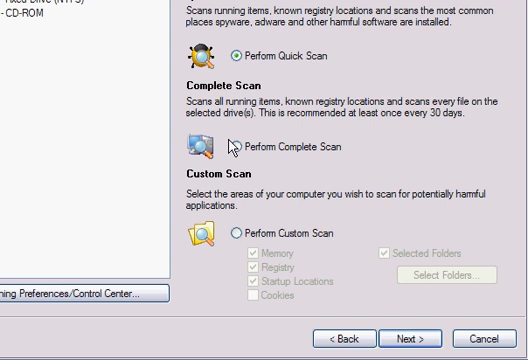 Fixed Drive (NTFS)
- CD-ROM
Scans running items, known registry locations and scans the most common
places spyware, adware and other harmful software are installed.
Perform Quick Scan
Complete Scan
Scans all running items, known registry locations and scans every file on the
selected drive(s). This is recommended at least once every 30 days.
Perform Complete Scan
Custom Scan
Select the areas of your computer you wish to scan for potentially harmful
applications.
Perform Custom Scan
Memory
Selected Folders
Registry
Select Folders...
Startup Locations
Cookies
ning Preferences/Control Center...
< Back
Next >
Cancel